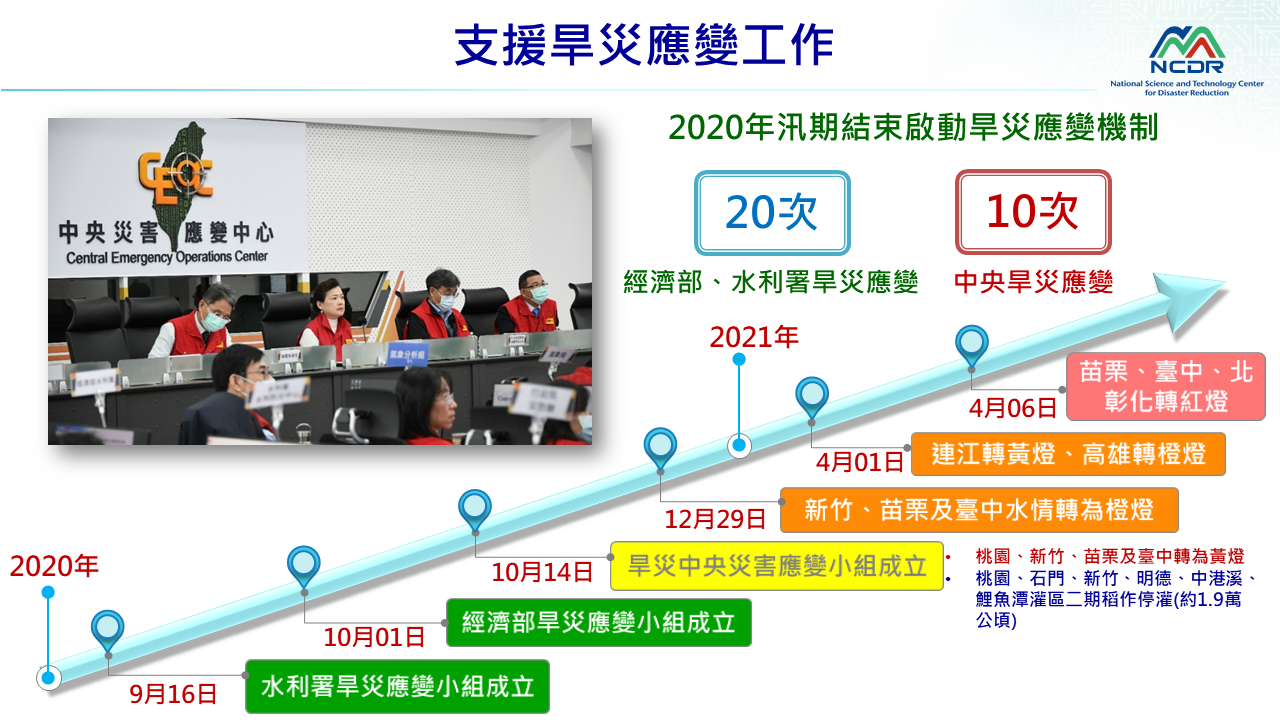 支援旱災應變工作
NCDR
National Science and Technology Center
for Disaster Reduction
中央災害應變中心
Central Emergency Operations Center
氣象分析組
2020年汛期結束啟動旱災應變機制
20次
10次
經濟部、水利署旱災應變
中央旱災應變
2021年
苗栗、臺中、北
彰化轉紅燈
4月06日
連江轉黃燈、高雄轉橙燈
4月01日
新竹、苗栗及臺中水情轉為橙燈
12月29日
旱災中央災害應變小組成立
10月14日
• 桃園、新竹、苗栗及臺中轉為黃燈
• 桃園、石門、新竹、明德、中港溪、
鯉魚潭灌區二期稻作停灌(約1.9萬
公頃)
2020年
經濟部旱災應變小組成立
10月01日
水利署旱災應變小組成立
9月16日